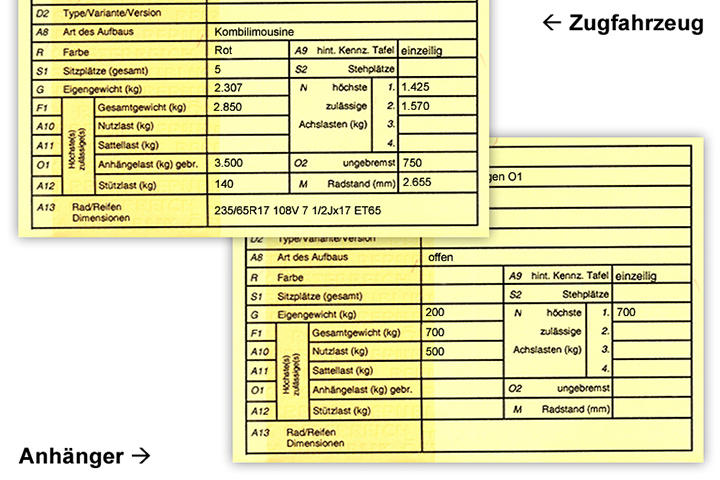 ← Zugfahrzeug
D2 Type/Variante/Version
A8 Art des Aufbaus Kombilimousine
R Farbe Rot A9 hint. Kennz. Tafel einzeilig
S1 Sitzplätze (gesamt) 5 S2 Stehplätze
G Eigengewicht (kg) 2.307 N höchste 1. 1.425
F1 Höchste(s) zulässige(s) Gesamtgewicht (kg) 2.850 zulässige 2. 1.570
A10 Nutzlast (kg) Achslasten (kg) 3.
A11 Sattellast (kg) 4.
O1 Anhängelast (kg) gebr. 3.500 O2 ungebremst 750
A12 Stützlast (kg) 140 M Radstand (mm) 2.655
A13 Rad/Reifen 235/65R17 108V 7 1/2Jx17 ET65
Dimensionen
gen O1
D2 Type/Variante/Version
A8 Art des Aufbaus offen
R Farbe A9 hint. Kennz. Tafel einzeilig
S1 Sitzplätze (gesamt) S2 Stehplätze
G Eigengewicht (kg) 200 N höchste 1. 700
F1 Höchste(s) zulässige(s) Gesamtgewicht (kg) 700 zulässige 2.
A10 Nutzlast (kg) 500 Achslasten (kg) 3.
A11 Sattellast (kg) 4.
O1 Anhängelast (kg) gebr. O2 ungebremst
A12 Stützlast (kg) M Radstand (mm)
A13 Rad/Reifen
Dimensionen
Anhänger →